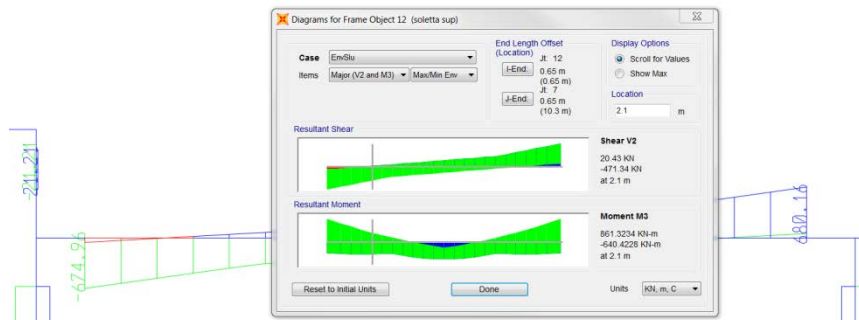 Diagrams for Frame Object 12 (soletta sup)
Case
EnvSlu
Items
Major (V2 and M3)
Max/Min Env
End Length Offset
(Location)
I-End:
Jt: 12
0.65 m
(0.65 m)
J-End:
Jt: 7
0.65 m
(10.3 m)
Display Options
Scroll for Values
Show Max
Location
2.1
m
Resultant Shear
Shear V2
20.43 KN
-471.34 KN
at 2.1 m
Resultant Moment
Moment M3
861.3234 KN-m
-640.4228 KN-m
at 2.1 m
Reset to Initial Units
Done
Units
KN, m, C
-674.96
680.16